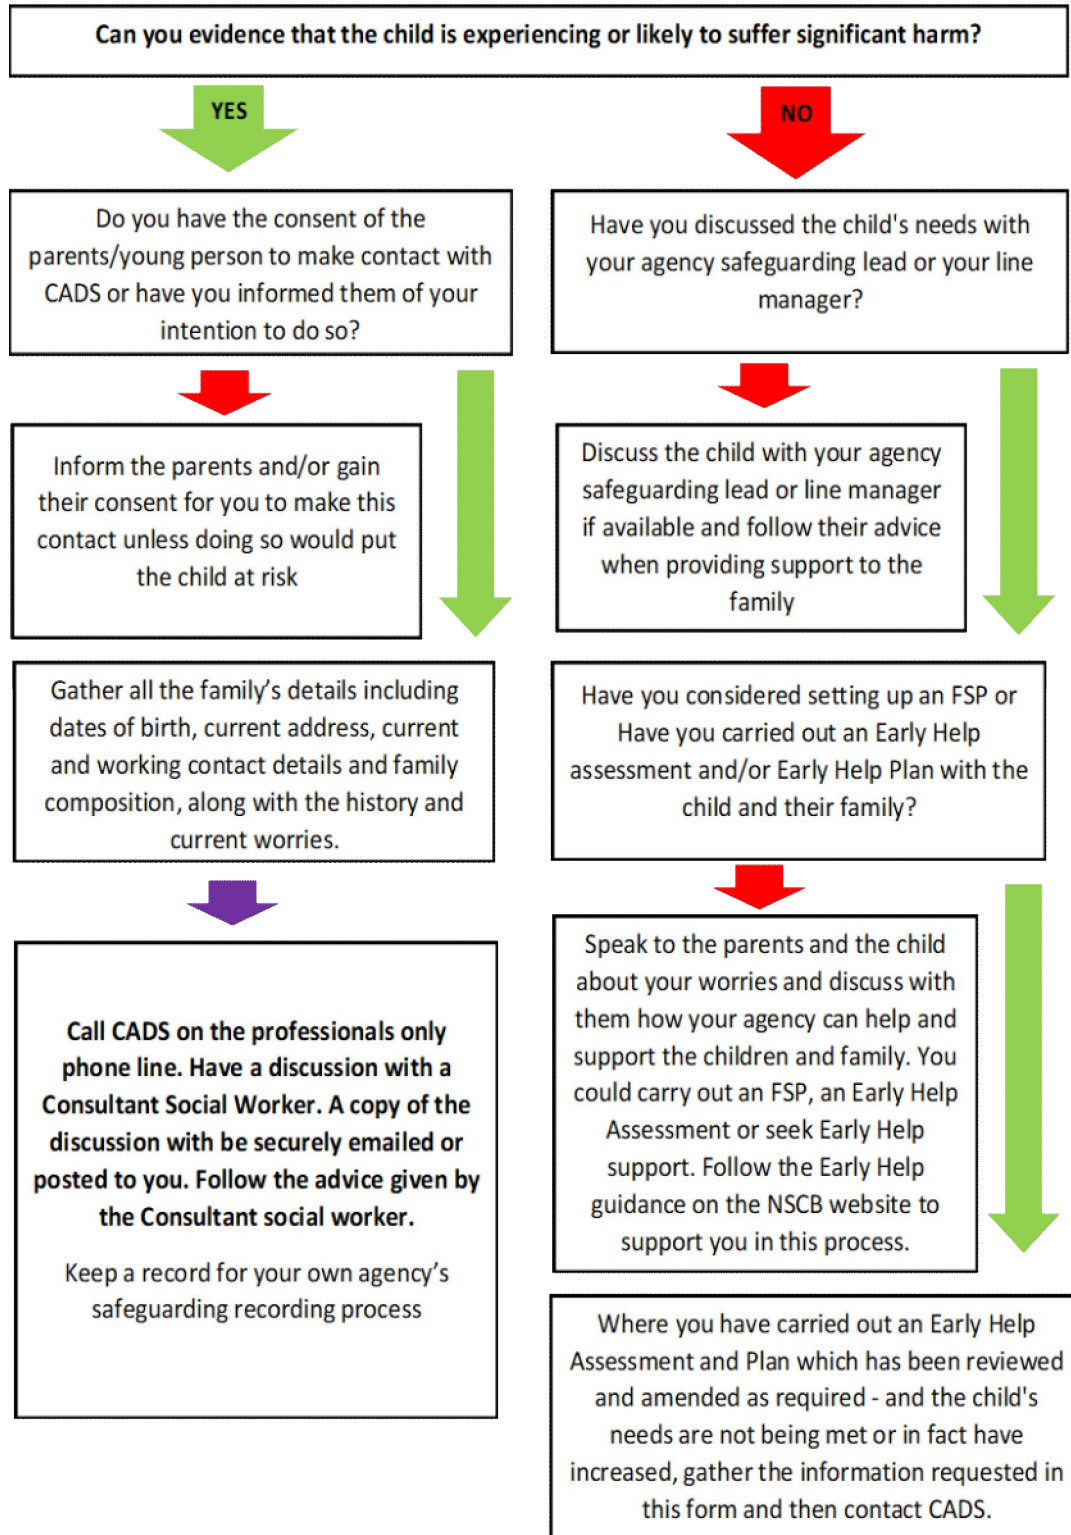 Can you evidence that the child is experiencing or likely to suffer significant harm?
YES
NO
Do you have the consent of the
parents/young person to make contact with
CADS or have you informed them of your
intention to do so?
Have you discussed the child's needs with
your agency safeguarding lead or your line
manager?
Inform the parents and/or gain
their consent for you to make this
contact unless doing so would put
the child at risk
Discuss the child with your agency
safeguarding lead or line manager
if available and follow their advice
when providing support to the
family
Gather all the family's details including
dates of birth, current address, current
and working contact details and family
composition, along with the history and
current worries.
Have you considered setting up an FSP or
Have you carried out an Early Help
assessment and/or Early Help Plan with the
child and their family?
Call CADS on the professionals only
phone line. Have a discussion with a
Consultant Social Worker. A copy of the
discussion with be securely emailed or
posted to you. Follow the advice given by
the Consultant social worker.
Keep a record for your own agency's
safeguarding recording process
Speak to the parents and the child
about your worries and discuss with
them how your agency can help and
support the children and family. You
could carry out an FSP, an Early Help
Assessment or seek Early Help
support. Follow the Early Help
guidance on the NSCB website to
support you in this process.
Where you have carried out an Early Help
Assessment and Plan which has been reviewed
and amended as required - and the child's
needs are not being met or in fact have
increased, gather the information requested in
this form and then contact CADS.